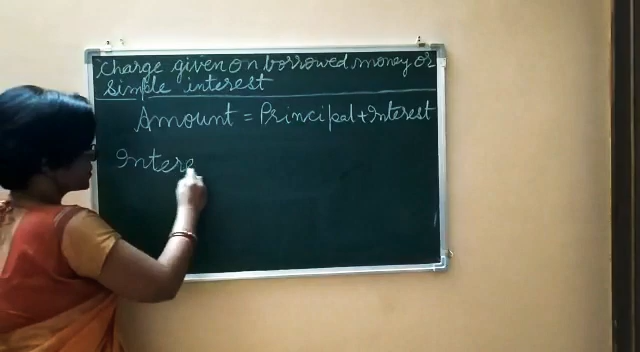 charge given on borrowed money or
simple interest
Amount = Principal + Interest
Intere